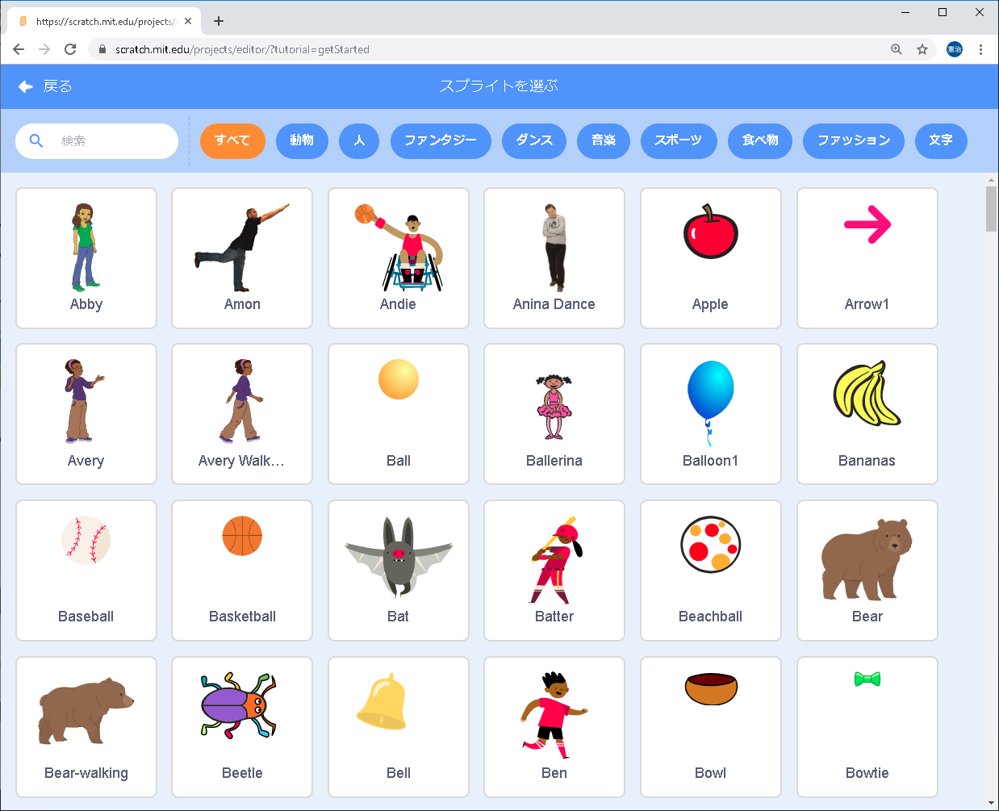 https://scratch.mit.edu/projects/
scratch.mit.edu/projects/editor/?tutorial=getStarted
憲治
戻る
スプライトを選ぶ
検索
すべて
動物
人
ファンタジー
ダンス
音楽
スポーツ
食べ物
ファッション
文字
Abby
Amon
Andie
Anina Dance
Apple
Arrow1
Avery
Avery Walk...
Ball
Ballerina
Balloon1
Bananas
Baseball
Basketball
Bat
Batter
Beachball
Bear
Bear-walking
Beetle
Bell
Ben
Bowl
Bowtie